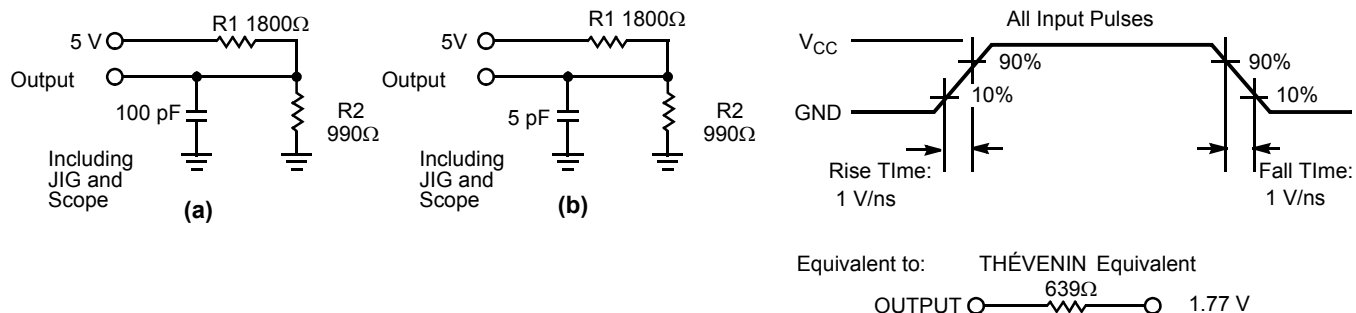 R1 1800Ω
5 V
Output
100 pF
R2
990Ω
Including
JIG and
Scope
(a)
R1 1800Ω
5V
Output
5 pF
R2
990Ω
Including
JIG and
Scope
(b)
All Input Pulses
VCC
90%
10%
GND
90%
10%
Rise TIme:
1 V/ns
Fall TIme:
1 V/ns
Equivalent to: THÉVENIN Equivalent
639Ω
OUTPUT 1.77 V